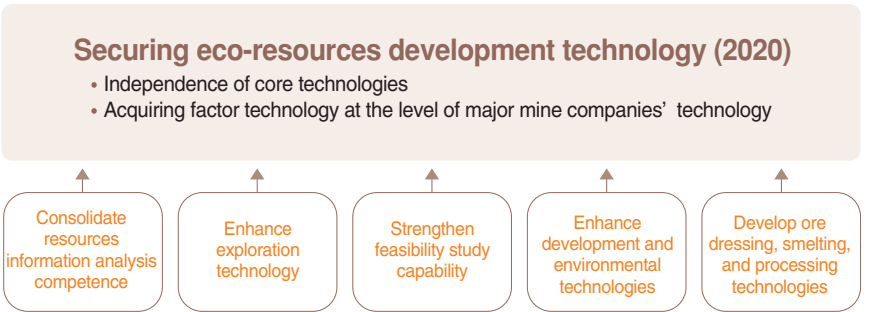 Securing eco-resources development technology (2020)
• Independence of core technologies
• Acquiring factor technology at the level of major mine companies’ technology
Consolidate
resources
information analysis
competence
Enhance
exploration
technology
Strengthen
feasibility study
capability
Enhance
development and
environmental
technologies
Develop ore
dressing, smelting,
and processing
technologies